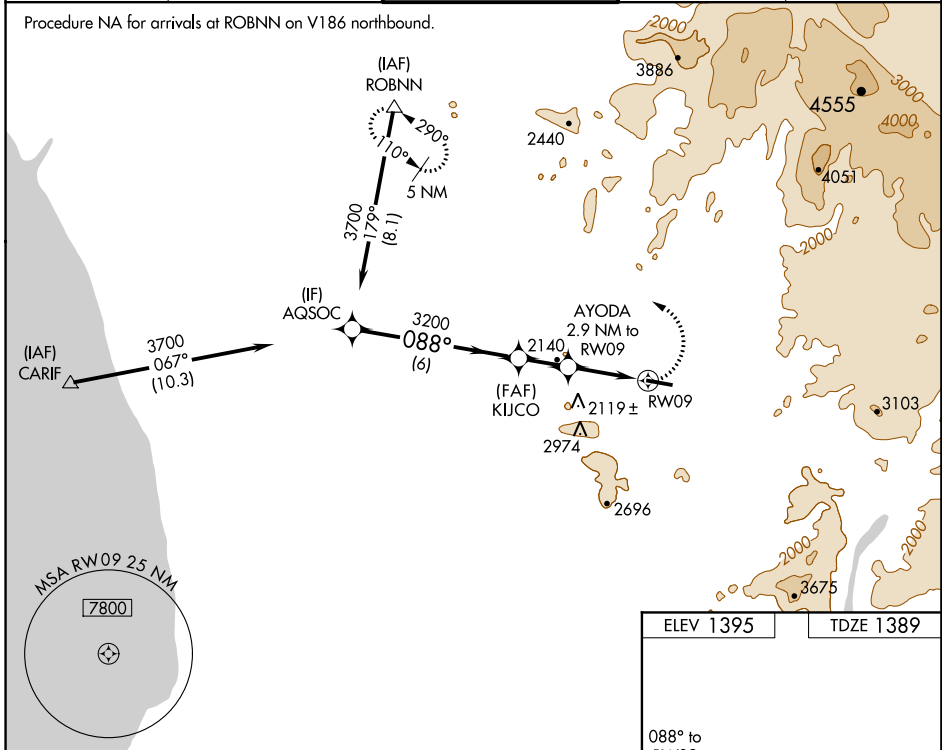 Procedure NA for arrivals at ROBNN on V186 northbound.
2000
3886
(IAF)
ROBNN
3000
4555
4000
2440
290°
110°
5 NM
4051
3700
179°
(8.1)
2000
(IF)
AQSOC
3200
088°
(6)
AYODA
2.9 NM to
RW09
2140
(IAF)
CARIF
3700
067°
(10.3)
(FAF)
KIJCO
RW09
2119 ±
3103
2974
2696
2000
2000
3675
MSA RW09 25 NM
7800
ELEV 1395
TDZE 1389
088° to